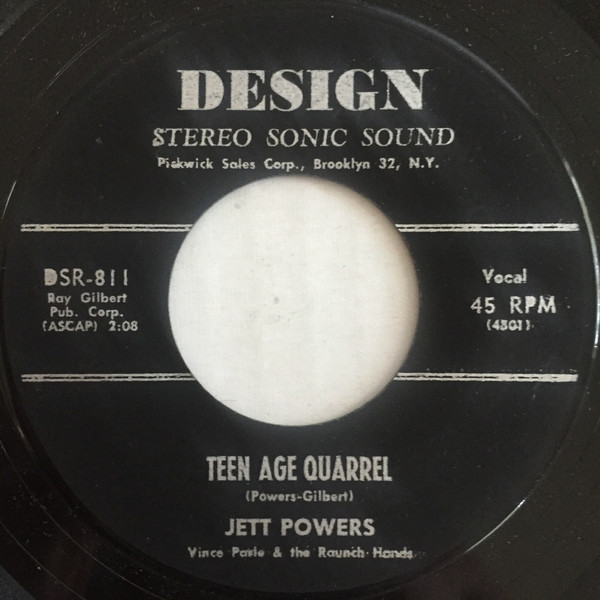 DESIGN
STEREO SONIC SOUND
Pickwick Sales Corp., Brooklyn 32, N.Y.
DSR-811
Ray Gilbert
Pub. Corp.
(ASCAP) 2:08
Vocal
45 RPM
TEEN AGE QUARREL
(Powers-Gilbert)
JETT POWERS
Vince Parle & the Raunch Hands